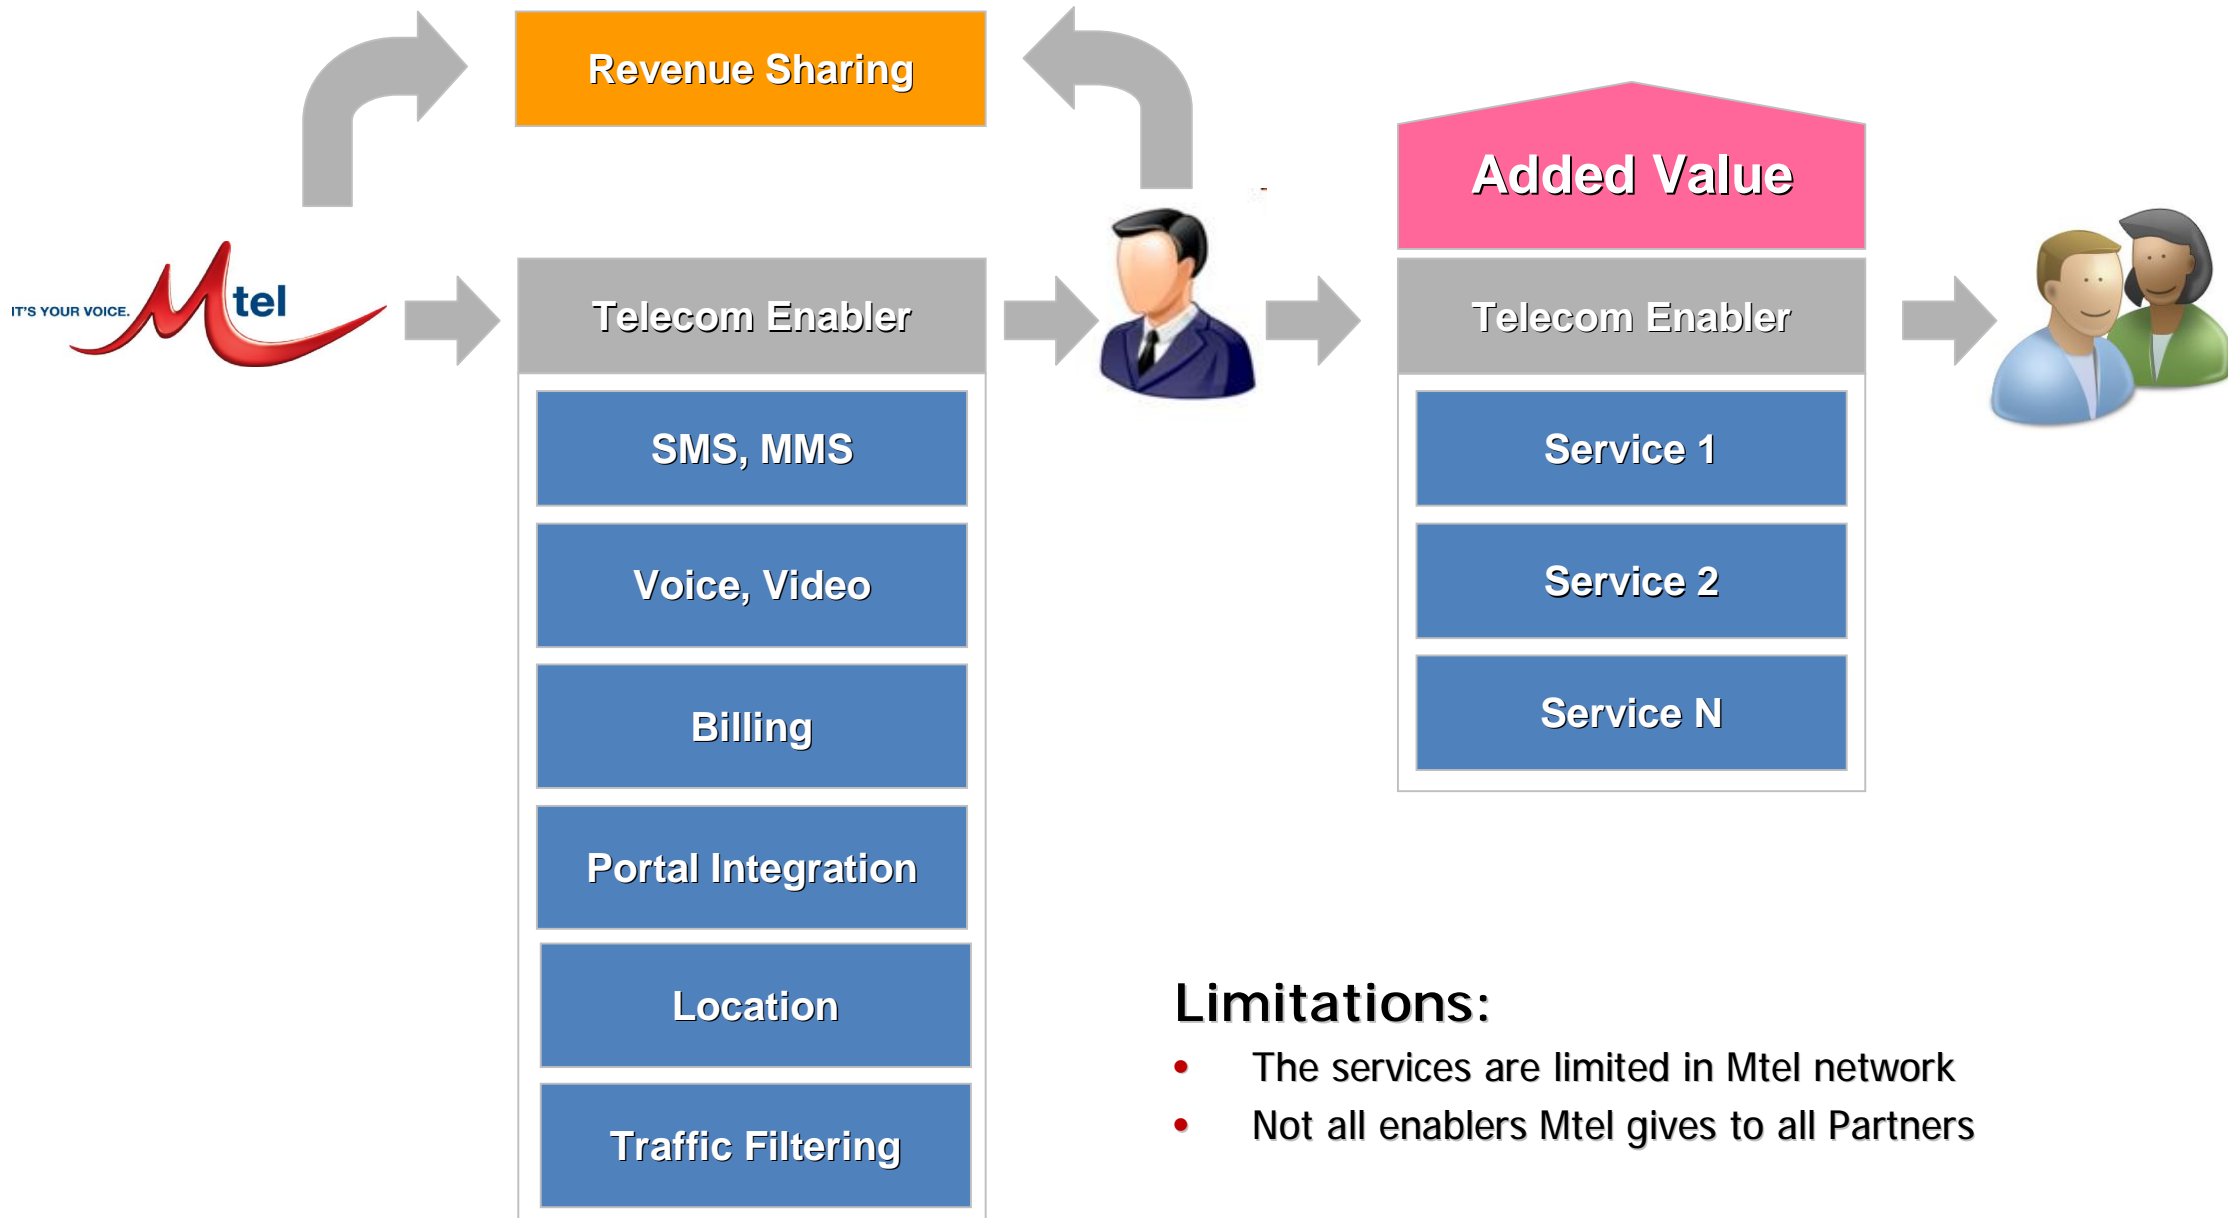 Revenue Sharing
Added Value
IT'S YOUR VOICE.
Mtel
Telecom Enabler
SMS, MMS
Voice, Video
Billing
Portal Integration
Location
Traffic Filtering
Telecom Enabler
Service 1
Service 2
Service N
Limitations:
• The services are limited in Mtel network
• Not all enablers Mtel gives to all Partners